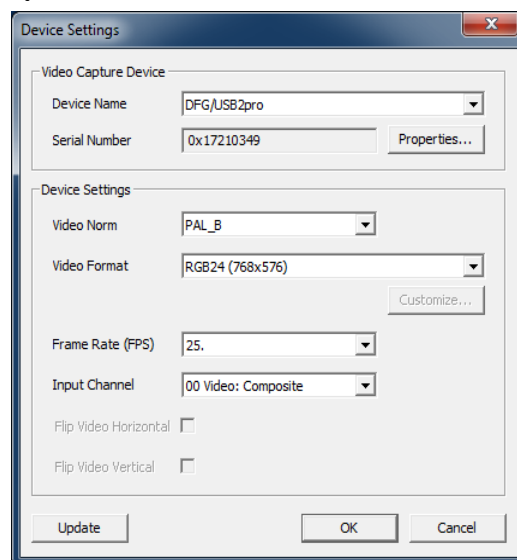 Device Settings
Video Capture Device
Device Name DFG/USB2pro
Serial Number 0x17210349 Properties...
Device Settings
Video Norm PAL_B
Video Format RGB24 (768x576)
Customize...
Frame Rate (FPS) 25.
Input Channel 00 Video: Composite
Flip Video Horizontal
Flip Video Vertical
Update OK Cancel